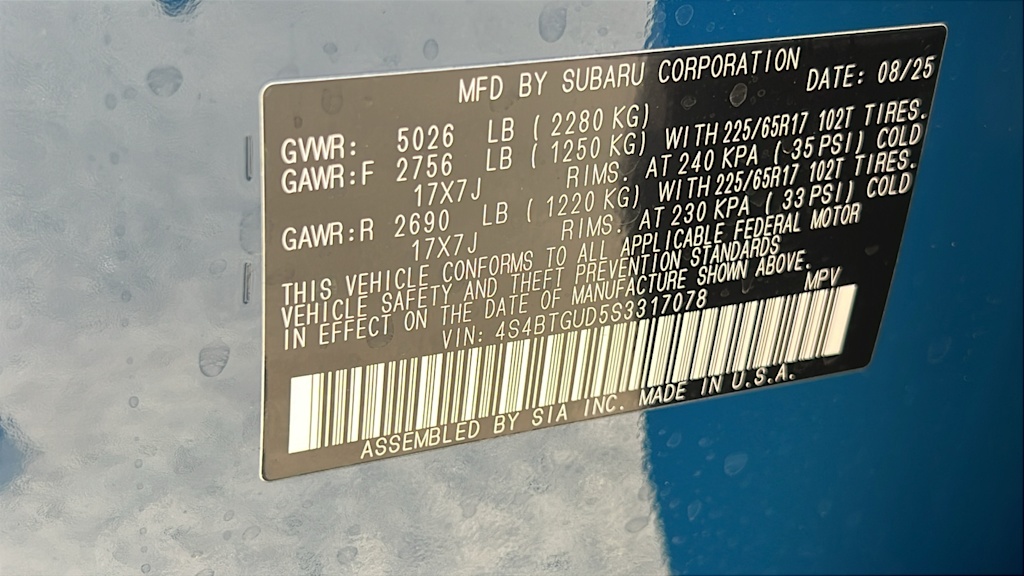 MFD BY SUBARU CORPORATION DATE: 08/25
GVWR: 5026 LB ( 2280 KG)
GAWR:F 2756 LB ( 1250 KG) WITH 225/65R17 102T TIRES.
17X7J RIMS. AT 240 KPA ( 35 PSI) COLD
GAWR:R 2690 LB ( 1220 KG) WITH 225/65R17 102T TIRES.
17X7J RIMS. AT 230 KPA ( 33 PSI) COLD
THIS VEHICLE CONFORMS TO ALL APPLICABLE FEDERAL MOTOR
VEHICLE SAFETY AND THEFT PREVENTION STANDARDS
IN EFFECT ON THE DATE OF MANUFACTURE SHOWN ABOVE.
VIN: 4S4BTGUD5S3317078 MPV
ASSEMBLED BY SIA INC. MADE IN U.S.A.